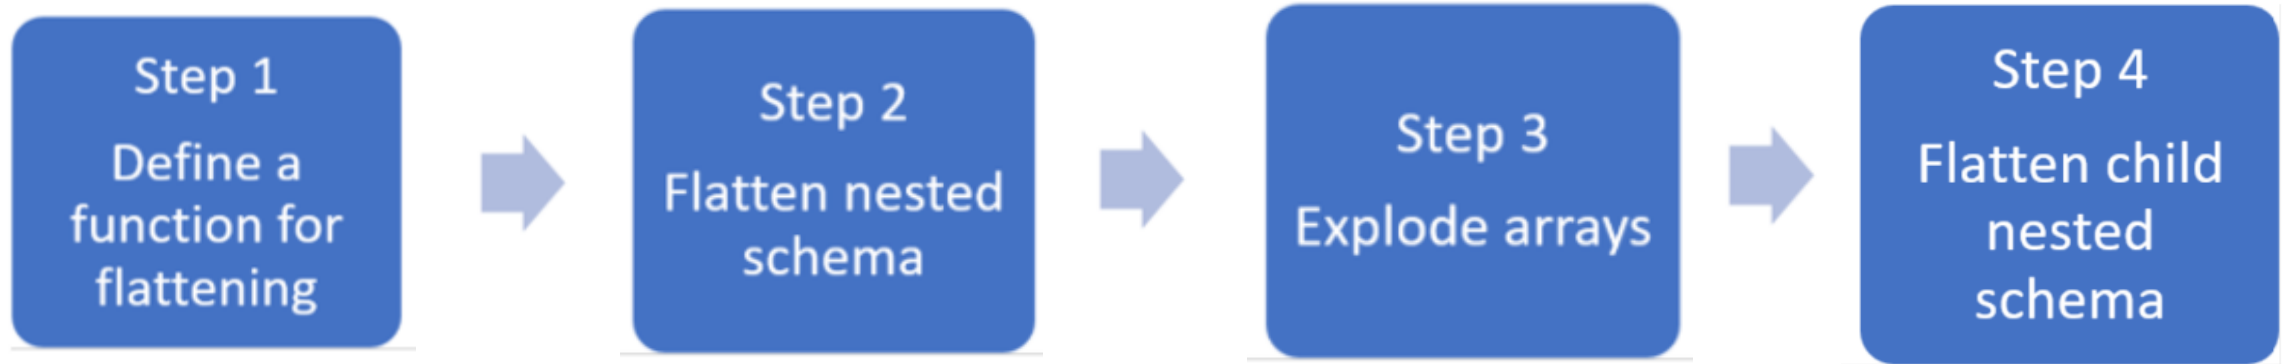 Step 1
Define a
function for
flattening
Step 2
Flatten nested
schema
Step 3
Explode arrays
Step 4
Flatten child
nested
schema